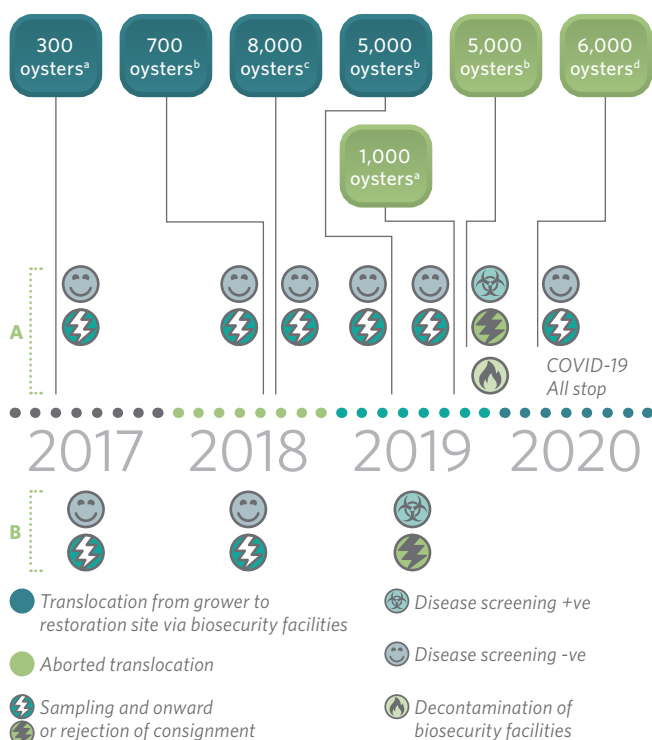 300
oystersᵃ
700
oystersᵇ
8,000
oystersᶜ
5,000
oystersᵇ
5,000
oystersᵇ
6,000
oystersᵈ
1,000
oystersᵃ
A
COVID-19
All stop
2017 2018 2019 2020
B
Translocation from grower to
restoration site via biosecurity facilities
Aborted translocation
Sampling and onward
or rejection of consignment
Disease screening +ve
Disease screening -ve
Decontamination of
biosecurity facilities